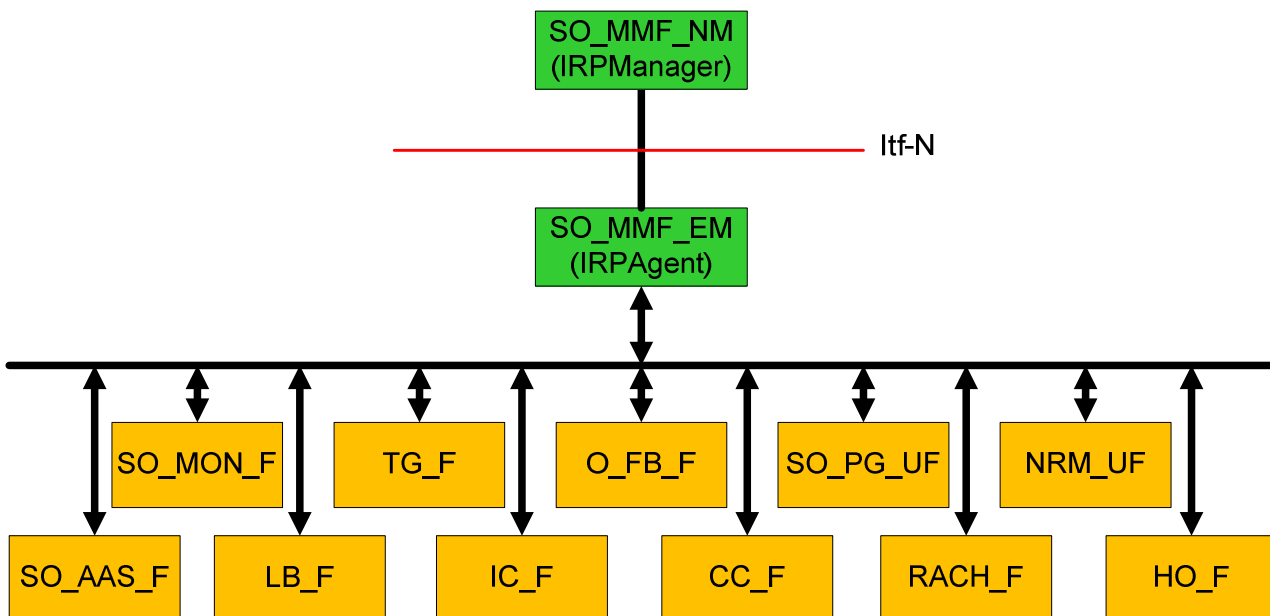 SO_MMF_NM
(IRPManager)
Itf-N
SO_MMF_EM
(IRPAgent)
SO_MON_F
TG_F
O_FB_F
SO_PG_UF
NRM_UF
SO_AAS_F
LB_F
IC_F
CC_F
RACH_F
HO_F